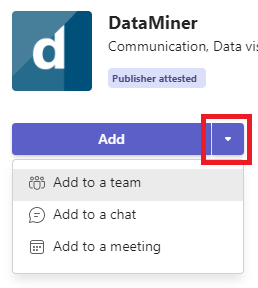 d
DataMiner
Communication, Data vis
Publisher attested
Add
Add to a team
Add to a chat
Add to a meeting